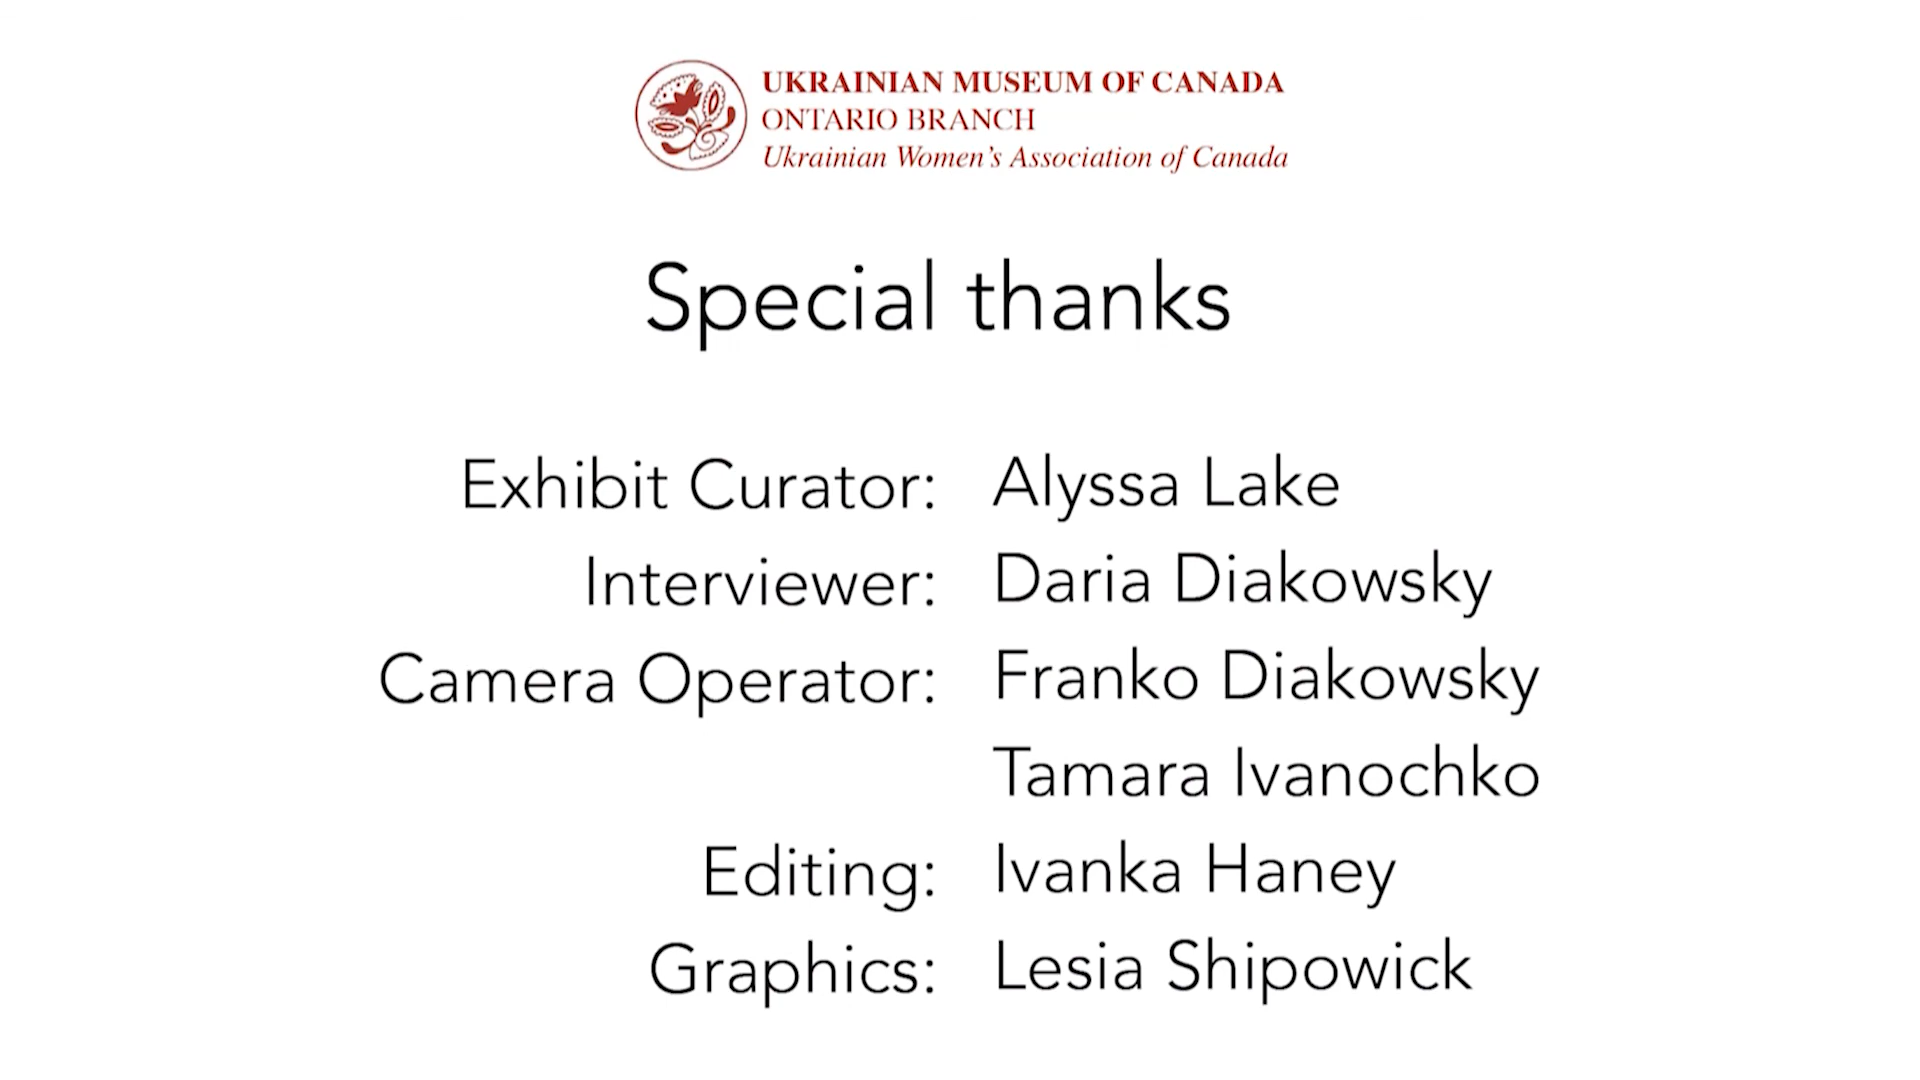 UKRAINIAN MUSEUM OF CANADA
ONTARIO BRANCH
Ukrainian Women's Association of Canada
Special thanks
Exhibit Curator: Alyssa Lake
Interviewer: Daria Diakowsky
Camera Operator: Franko Diakowsky
Tamara Ivanochko
Editing: Ivanka Haney
Graphics: Lesia Shipowick